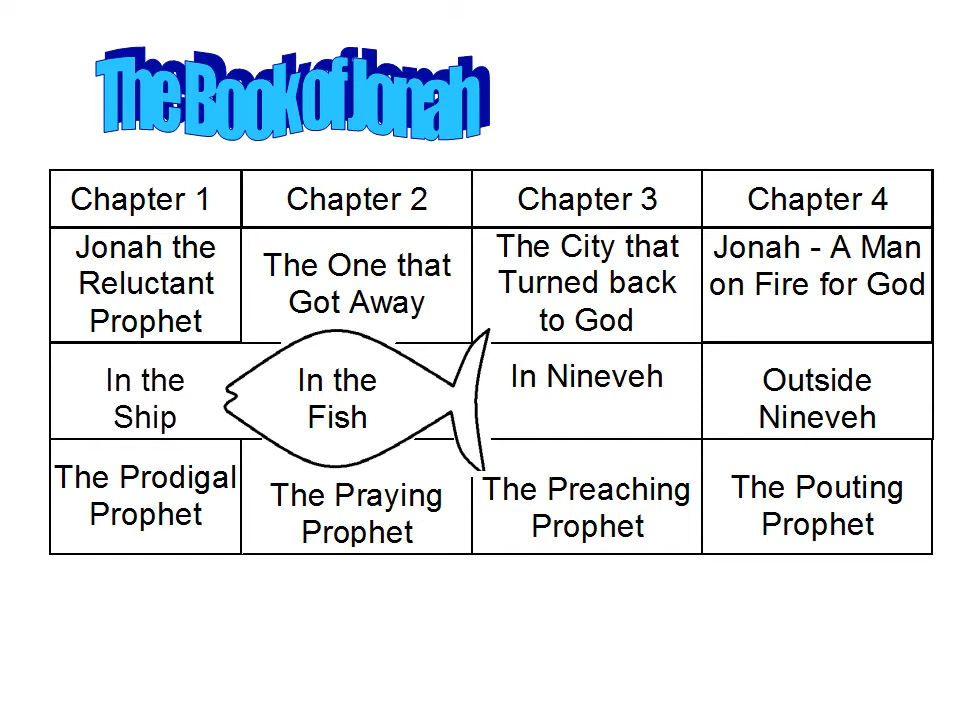 The Book of Jonah
Chapter 1
Chapter 2
Chapter 3
Chapter 4
Jonah the
Reluctant
Prophet
The One that
Got Away
The City that
Turned back
to God
Jonah - A Man
on Fire for God
In the
Ship
In the
Fish
In Nineveh
Outside
Nineveh
The Prodigal
Prophet
The Praying
Prophet
The Preaching
Prophet
The Pouting
Prophet